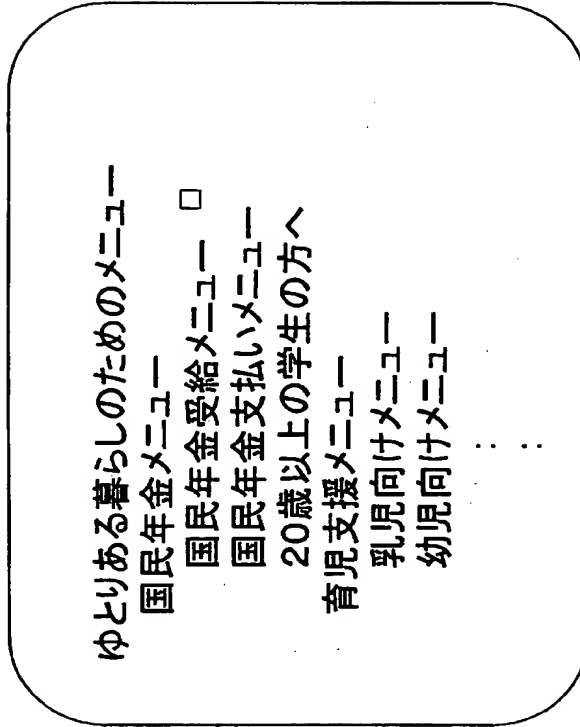 ゆとりある暮らしのためのメニュー
国民年金メニュー
国民年金受給メニュー □
国民年金支払いメニュー
20歳以上の学生の方へ
育児支援メニュー
乳児向けメニュー
幼児向けメニュー
：
：